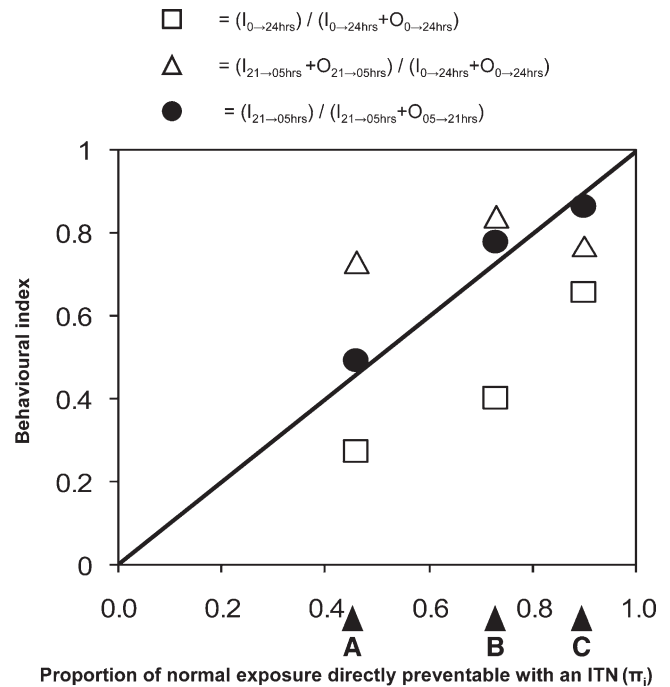 = (I0→24hrs) / (I0→24hrs+O0→24hrs)
= (I21→05hrs+O21→05hrs) / (I0→24hrs+O0→24hrs)
= (I21→05hrs) / (I21→05hrs+O05→21hrs)
1
0.8
0.6
0.4
0.2
0
Behavioural index
0.0 0.2 0.4 0.6 0.8 1.0
A B C
Proportion of normal exposure directly preventable with an ITN (πi)